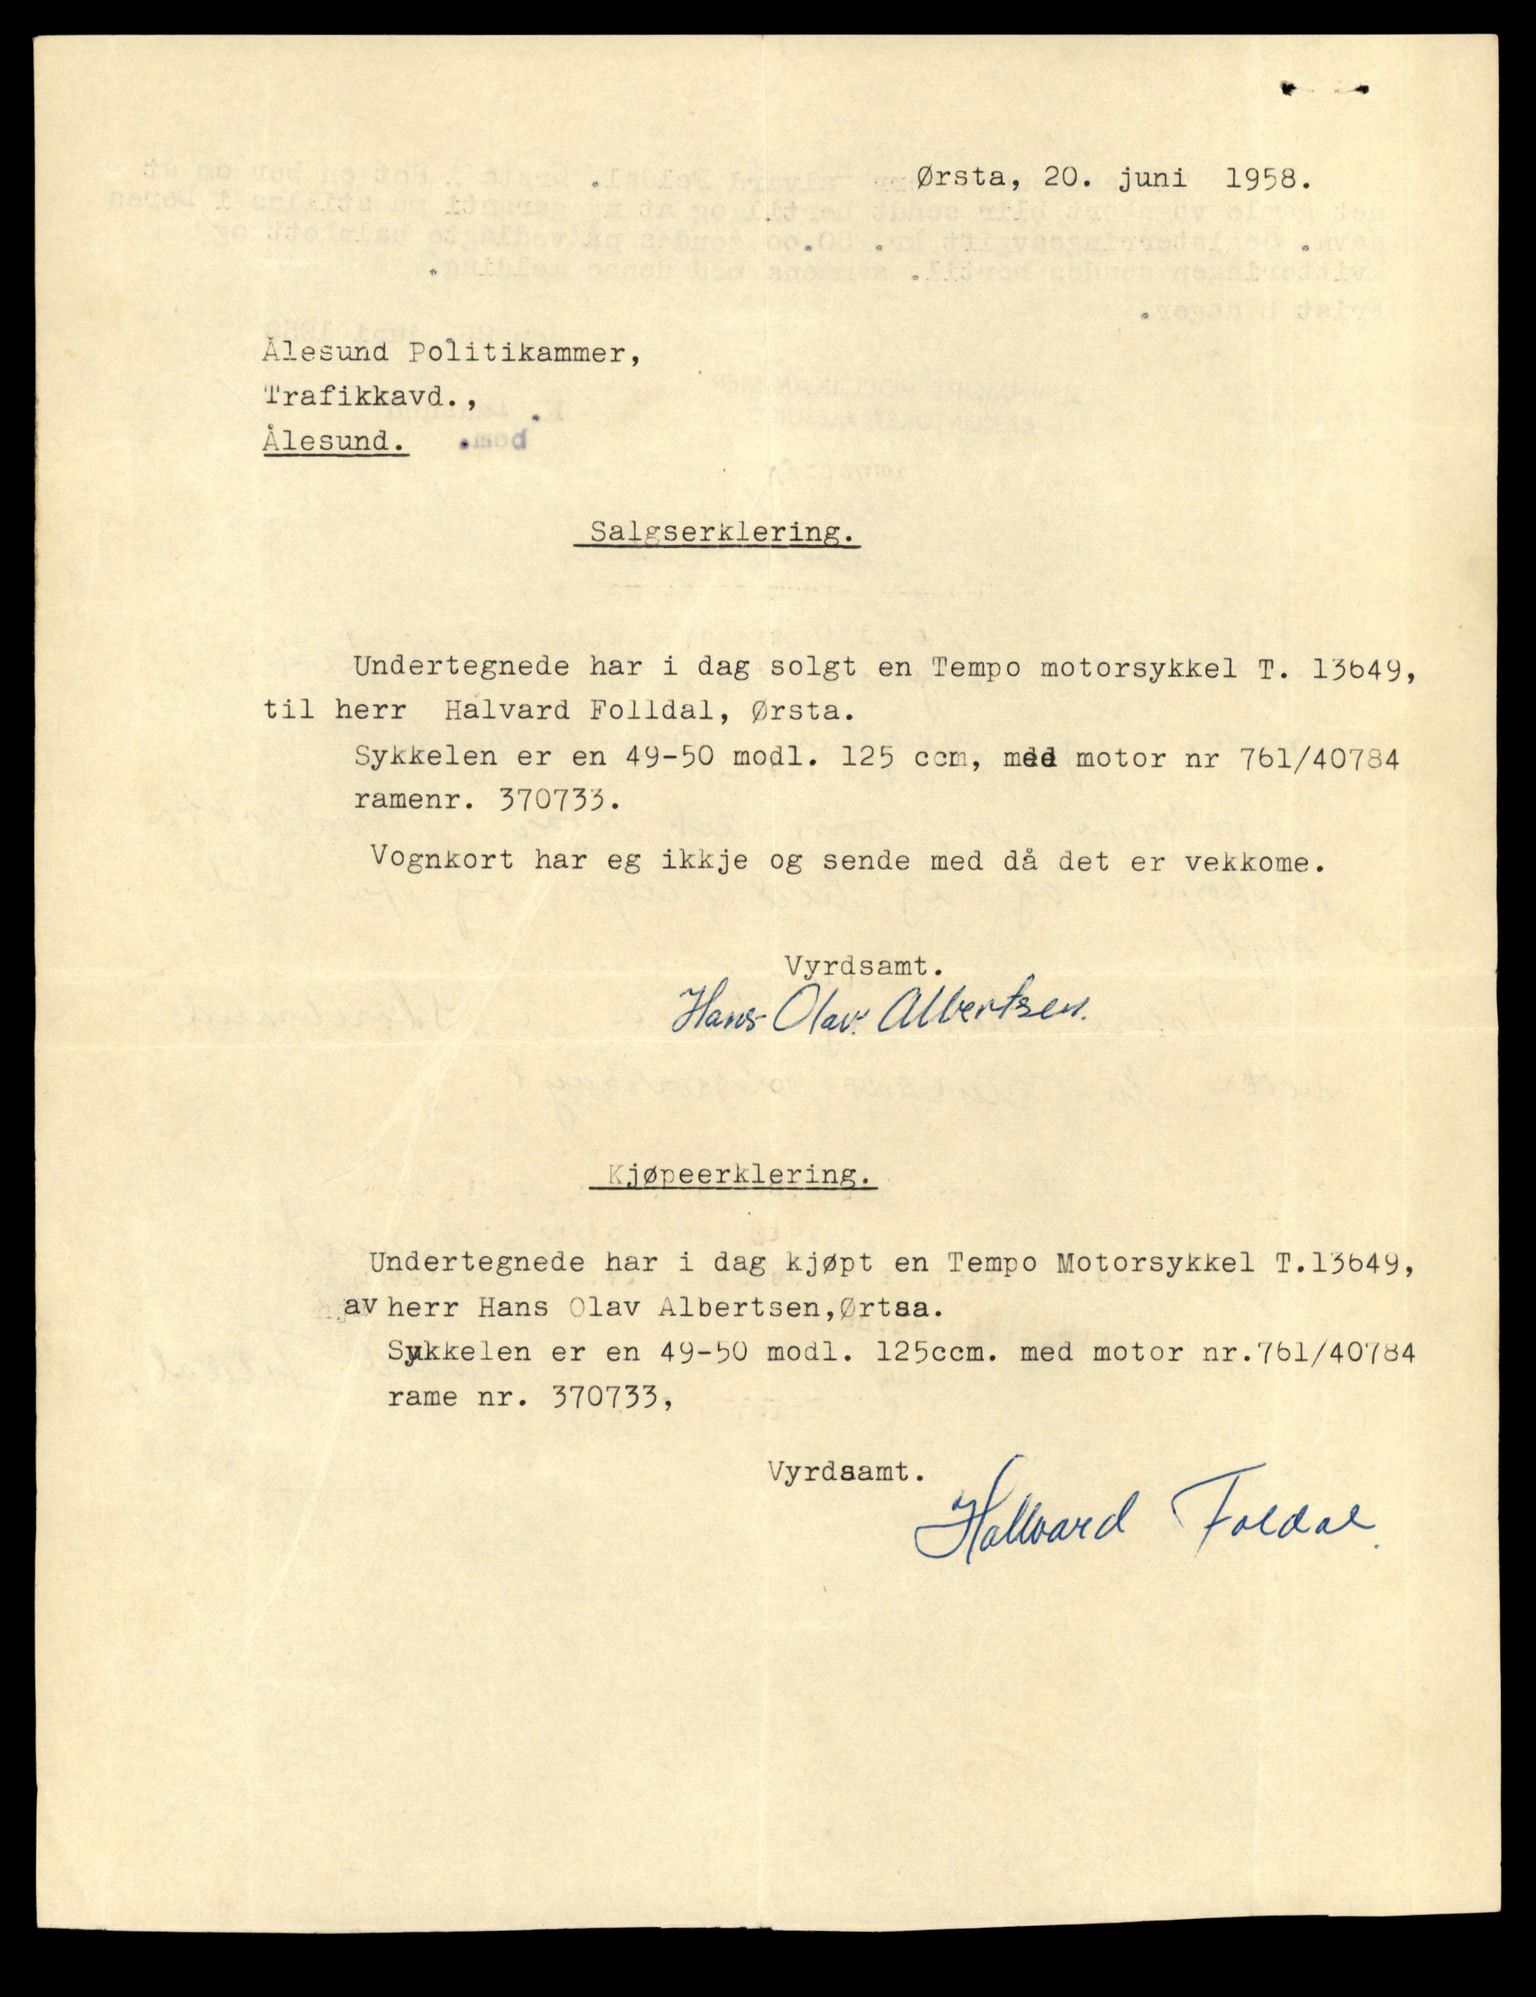 Ørsta, 20. juni 1958.
Ålesund Politikammer,
Trafikkavd.,
Ålesund.
Salgserklering.
Undertegnede har i dag solgt en Tempo motorsykkel T. 13649,
til herr Halvard Folldal, Ørsta.
Sykkelen er en 49-50 modl. 125 ccm, med motor nr 761/40784
ramenr. 370733.
Vognkort har eg ikkje og sende med då det er vekkome.
Vyrdsamt.
Hans Olav Albertsen.
Kjøpeerklering.
Undertegnede har i dag kjøpt en Tempo Motorsykkel T.13649,
av herr Hans Olav Albertsen,Ørtsa.
Sykkelen er en 49-50 modl. 125ccm. med motor nr.761/40784
rame nr. 370733,
Vyrdsamt.
Hallvard Foldal.